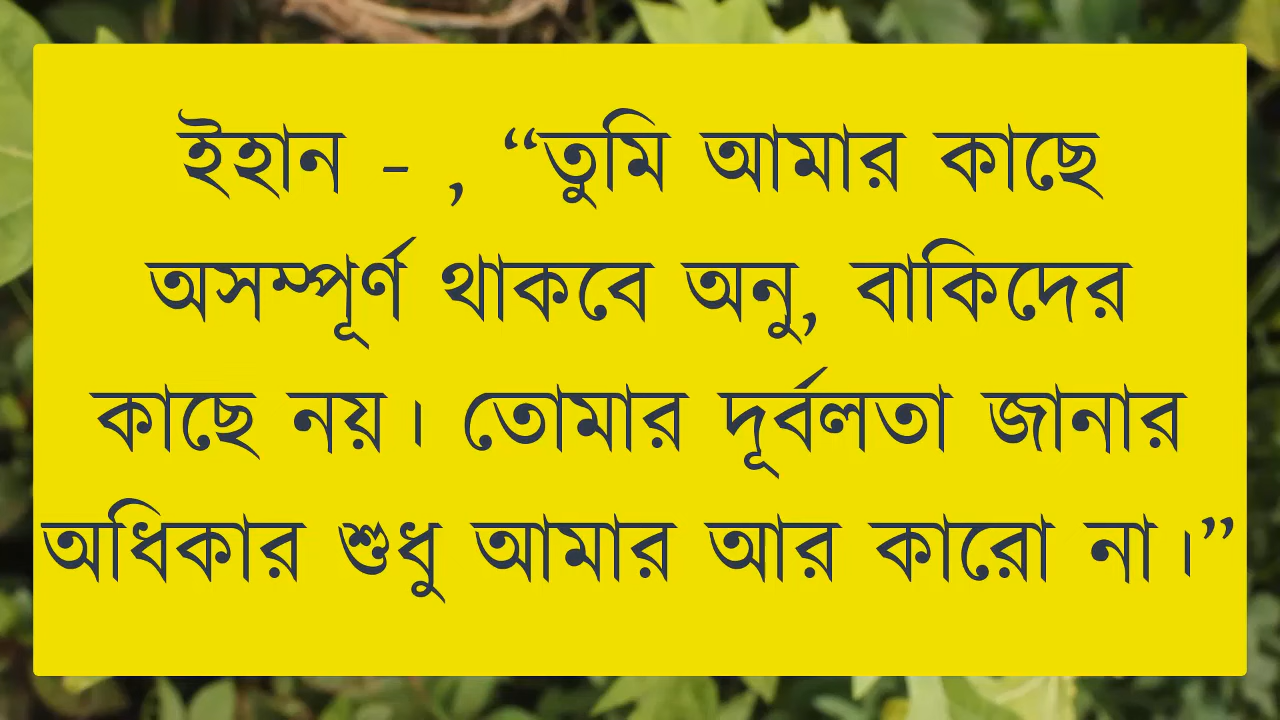 ইহান - , “তুমি আমার কাছে
অসম্পূর্ণ থাকবে অনু, বাকিদের
কাছে নয়। তোমার দূর্বলতা জানার
অধিকার শুধু আমার আর কারো না।”